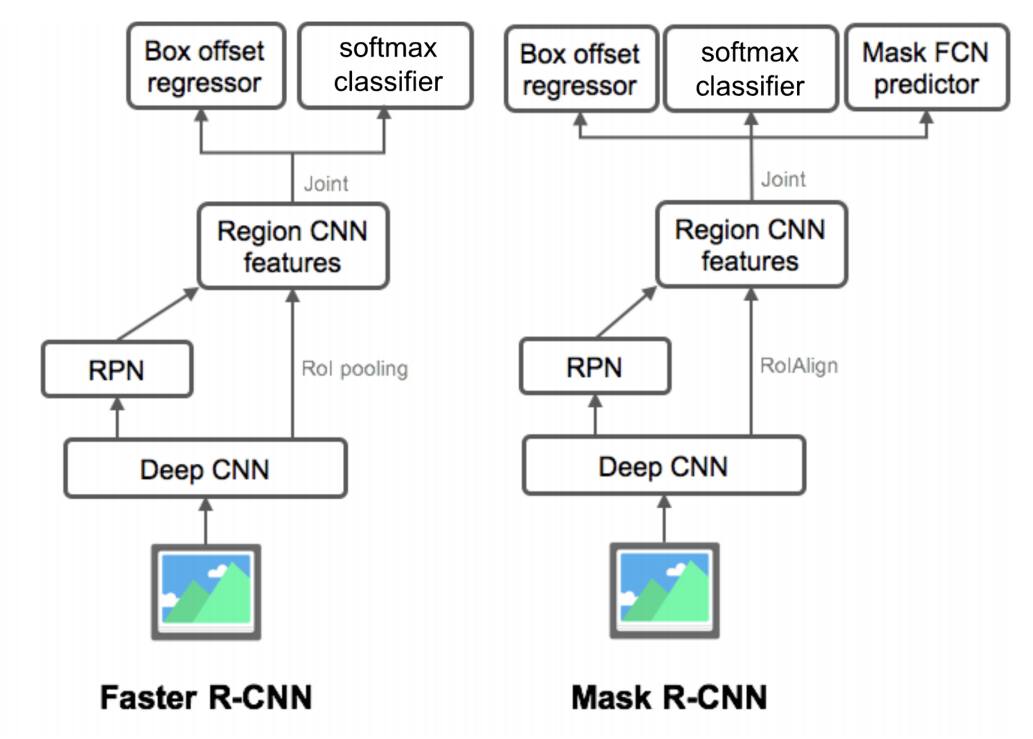 Box offset
regressor
softmax
classifier
Joint
Region CNN
features
RPN
RoI pooling
Deep CNN
Faster R-CNN
Box offset
regressor
softmax
classifier
Mask FCN
predictor
Joint
Region CNN
features
RPN
RoIAlign
Deep CNN
Mask R-CNN